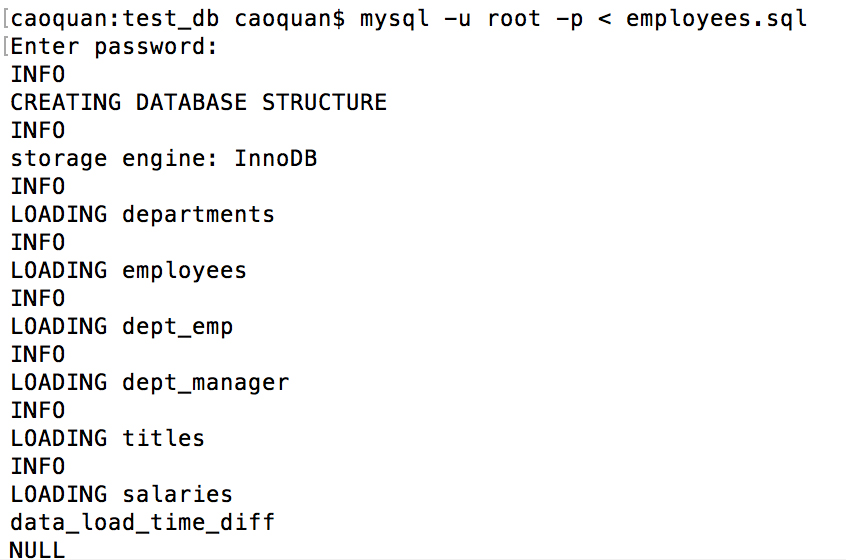 [caoquan:test_db caoquan$ mysql -u root -p < employees.sql
[Enter password:
INFO
CREATING DATABASE STRUCTURE
INFO
storage engine: InnoDB
INFO
LOADING departments
INFO
LOADING employees
INFO
LOADING dept_emp
INFO
LOADING dept_manager
INFO
LOADING titles
INFO
LOADING salaries
data_load_time_diff
NULL